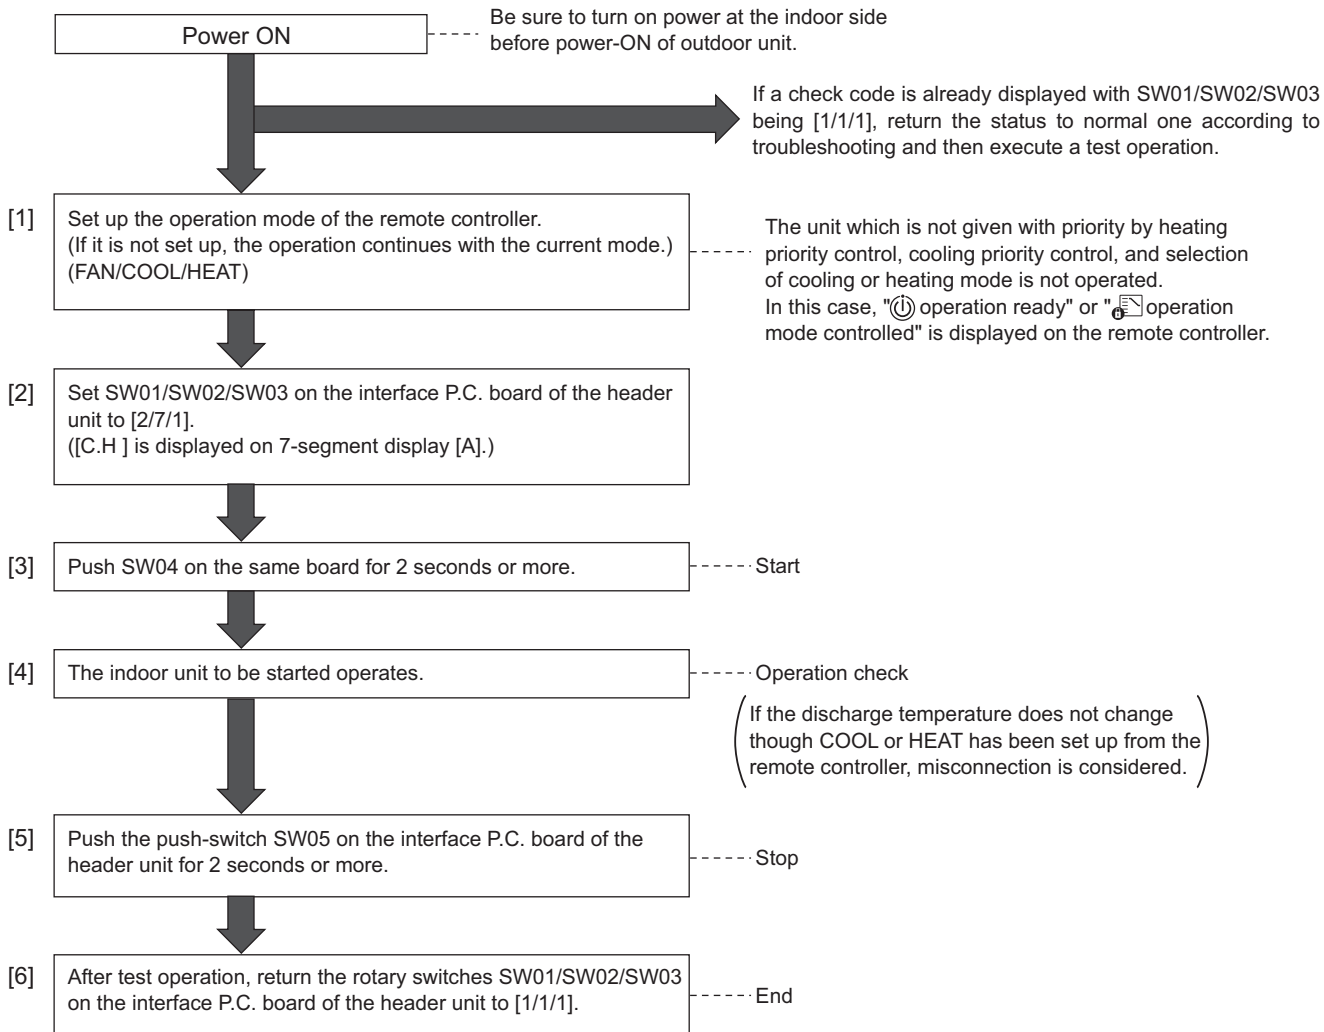 Power ON
Be sure to turn on power at the indoor side
before power-ON of outdoor unit.
If a check code is already displayed with SW01/SW02/SW03
being [1/1/1], return the status to normal one according to
troubleshooting and then execute a test operation.
[1]
Set up the operation mode of the remote controller.
(If it is not set up, the operation continues with the current mode.)
(FAN/COOL/HEAT)
The unit which is not given with priority by heating
priority control, cooling priority control, and selection
of cooling or heating mode is not operated.
In this case, " operation ready" or " operation
mode controlled" is displayed on the remote controller.
[2]
Set SW01/SW02/SW03 on the interface P.C. board of the header
unit to [2/7/1].
([C.H ] is displayed on 7-segment display [A].)
[3]
Push SW04 on the same board for 2 seconds or more.
Start
[4]
The indoor unit to be started operates.
Operation check
If the discharge temperature does not change
though COOL or HEAT has been set up from the
remote controller, misconnection is considered.
[5]
Push the push-switch SW05 on the interface P.C. board of the
header unit for 2 seconds or more.
Stop
[6]
After test operation, return the rotary switches SW01/SW02/SW03
on the interface P.C. board of the header unit to [1/1/1].
End